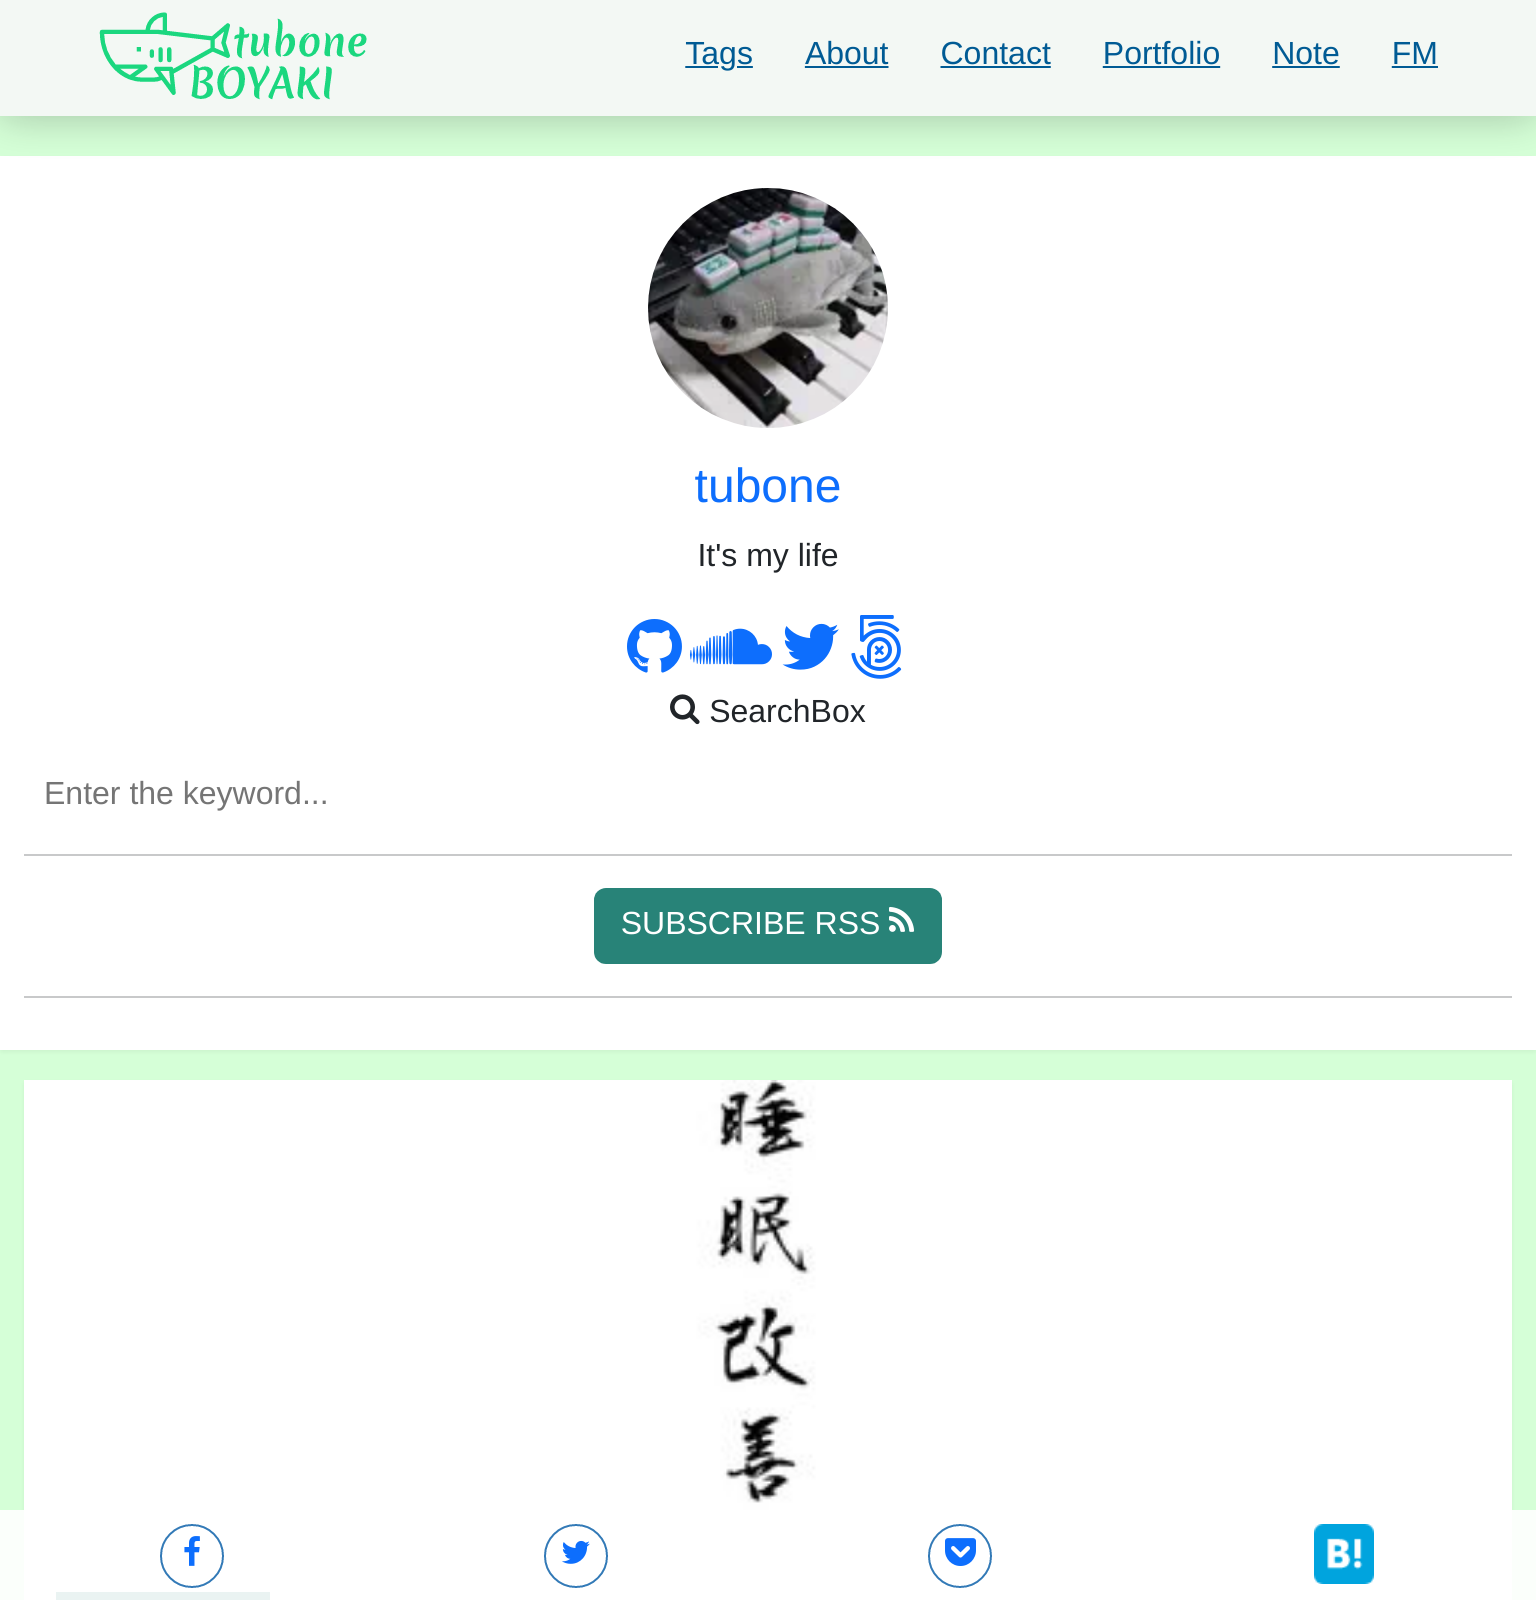 tubone
BOYAKI
Tags About Contact Portfolio Note FM
tubone
It's my life
SearchBox
Enter the keyword...
SUBSCRIBE RSS
睡
眠
改
善
B!